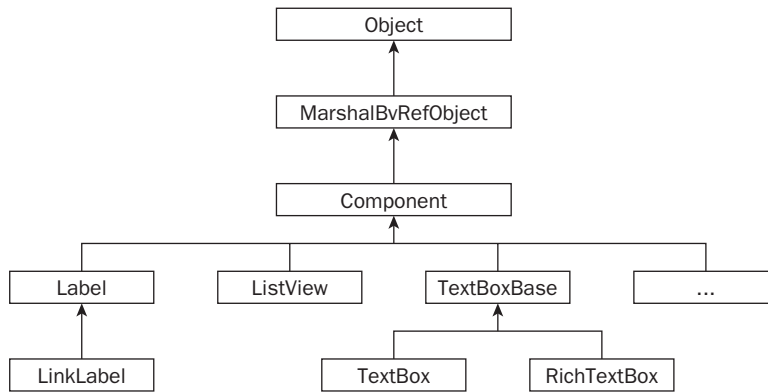 Object
MarshalBvRefObject
Component
Label ListView TextBoxBase ...
LinkLabel TextBox RichTextBox